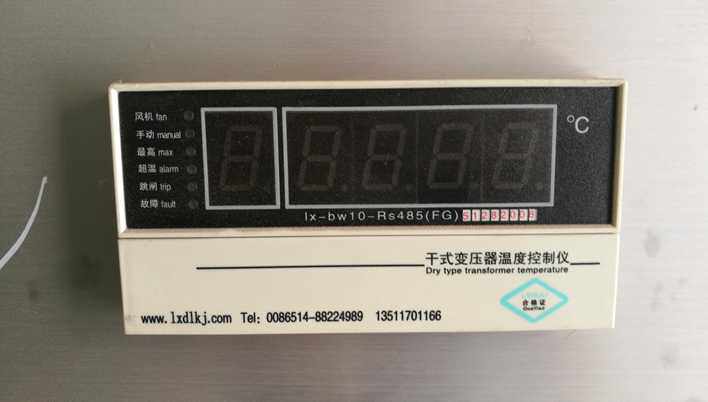 风机 fan
手动 manual
最高 max
超温 alarm
跳闸 trip
故障 fault
℃
lx-bw10-Rs485(FG)
干式变压器温度控制仪
Dry type transformer temperature
合格证
www.lxdlkj.com Tel: 0086514-88224989 13511701166